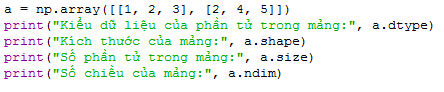 a = np.array([[1, 2, 3], [2, 4, 5]])
print("Kiểu dữ liệu của phần tử trong mảng:", a.dtype)
print("Kích thước của mảng:", a.shape)
print("Số phần tử trong mảng:", a.size)
print("Số chiều của mảng:", a.ndim)